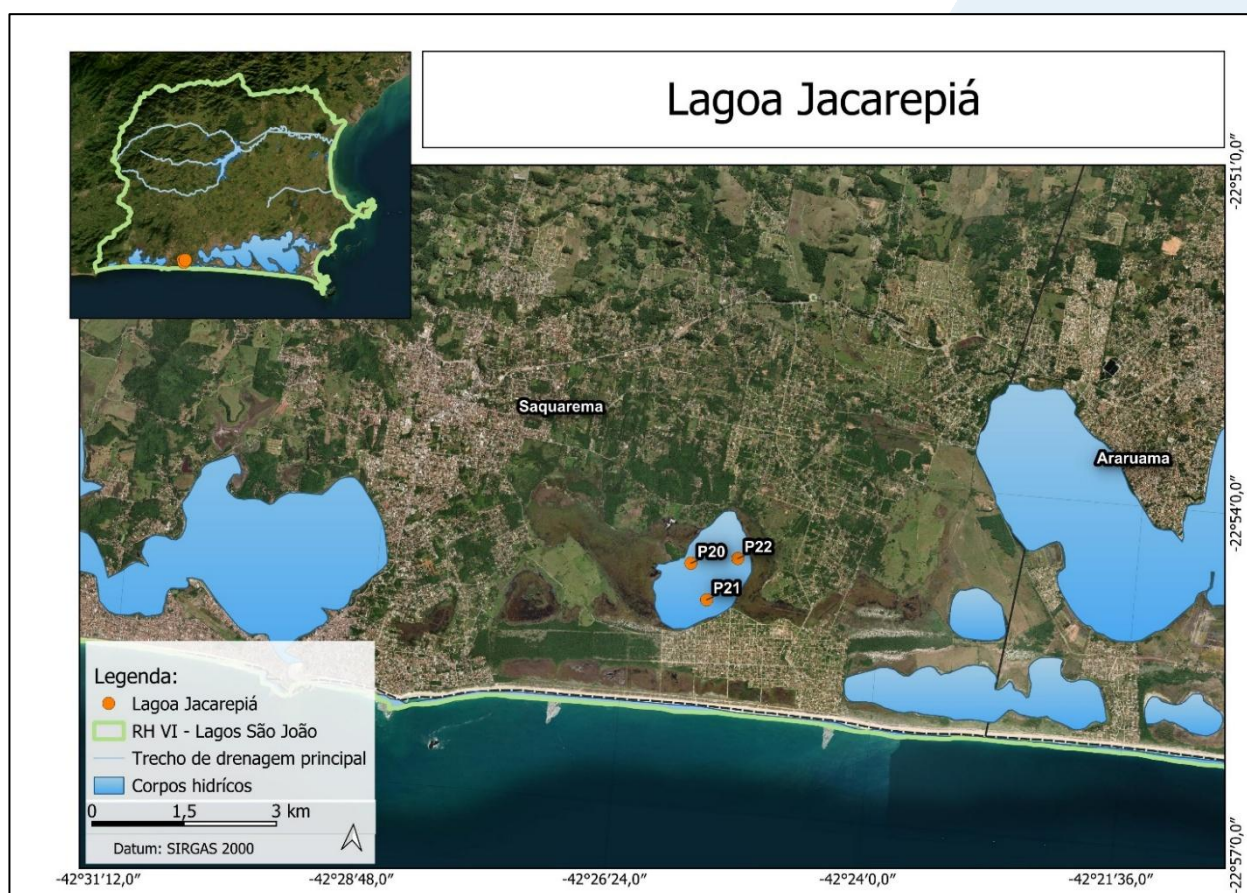 Lagoa Jacarepiá
-22°51'0,0"
Saquarema
Araruama
-22°54'0,0"
P20
P22
P21
Legenda:
Lagoa Jacarepiá
RH VI - Lagos São João
Trecho de drenagem principal
Corpos hídricos
0 1,5 3 km
Datum: SIRGAS 2000
-22°57'0,0"
-42°31'12,0" -42°28'48,0" -42°26'24,0" -42°24'0,0" -42°21'36,0"